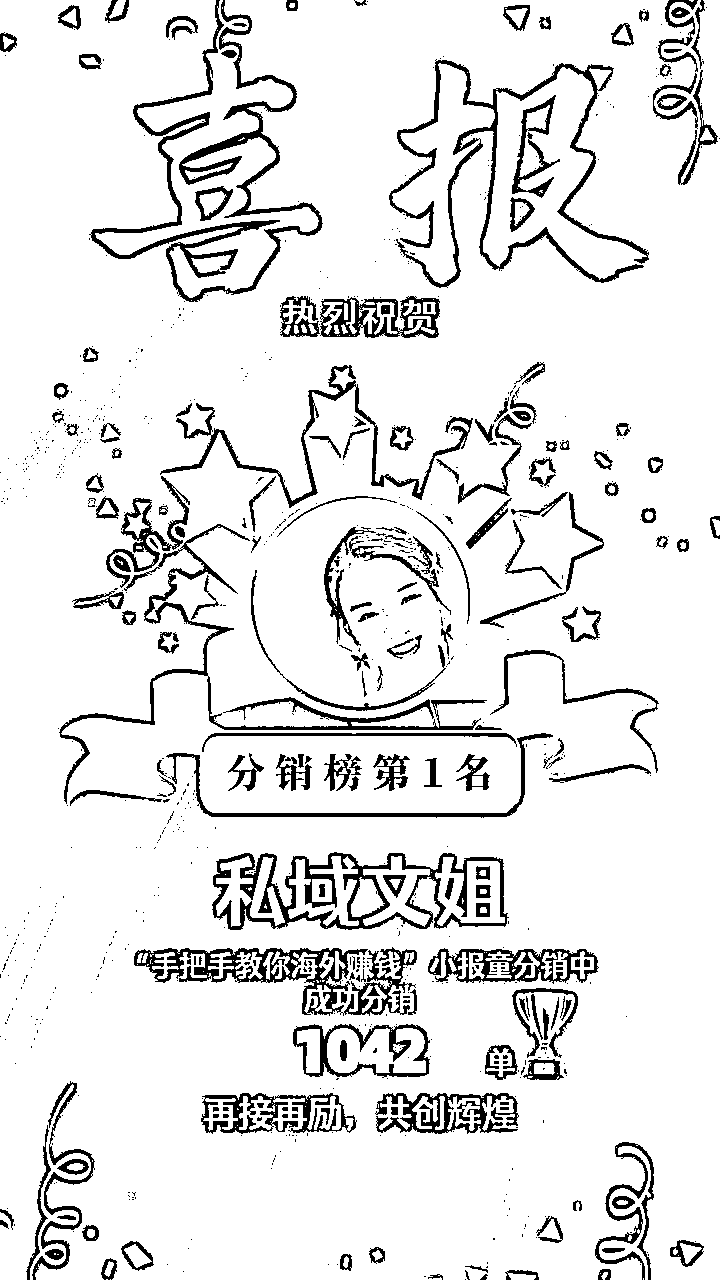 喜报
热烈祝贺
分销榜第1名
私域文姐
“手把手教你海外赚钱”小报童分销中
成功分销
1042 单
再接再励，共创辉煌